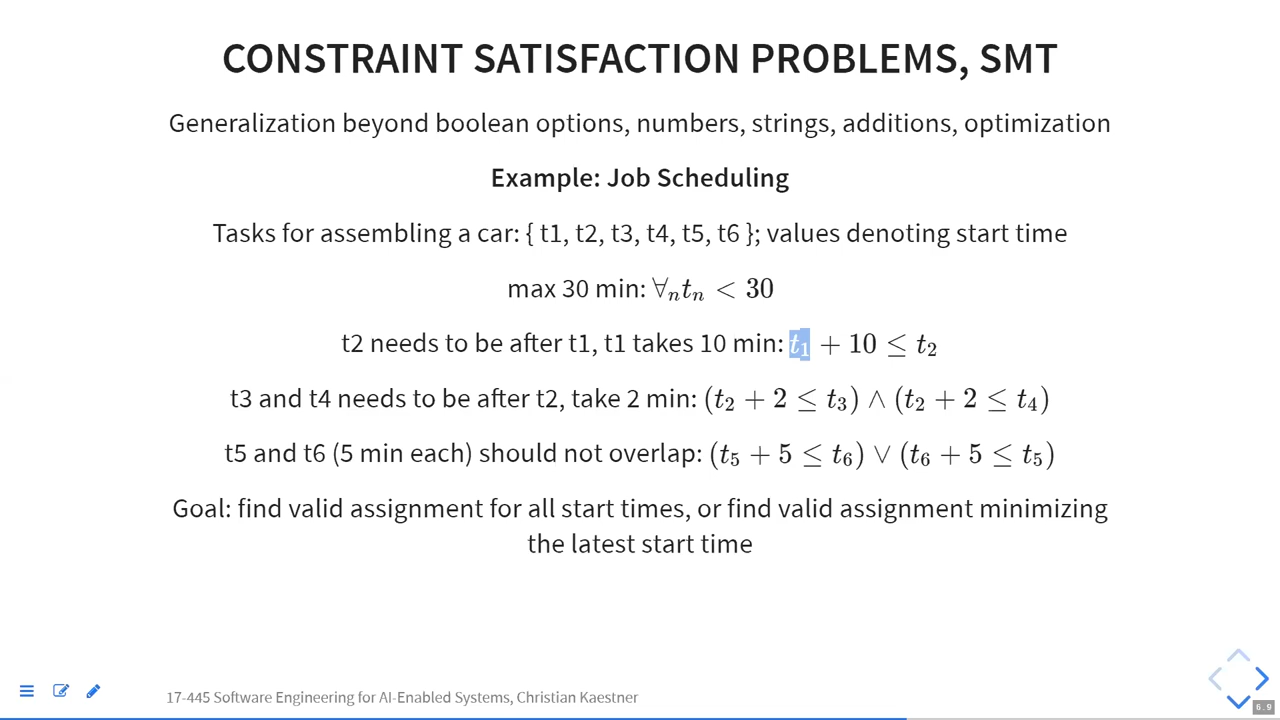 CONSTRAINT SATISFACTION PROBLEMS, SMT
Generalization beyond boolean options, numbers, strings, additions, optimization
Example: Job Scheduling
Tasks for assembling a car: { t1, t2, t3, t4, t5, t6 }; values denoting start time
max 30 min: ∀ₙtₙ < 30
t2 needs to be after t1, t1 takes 10 min: t₁ + 10 ≤ t₂
t3 and t4 needs to be after t2, take 2 min: (t₂ + 2 ≤ t₃) ∧ (t₂ + 2 ≤ t₄)
t5 and t6 (5 min each) should not overlap: (t₅ + 5 ≤ t₆) ∨ (t₆ + 5 ≤ t₅)
Goal: find valid assignment for all start times, or find valid assignment minimizing
the latest start time
17-445 Software Engineering for AI-Enabled Systems, Christian Kaestner
6.9